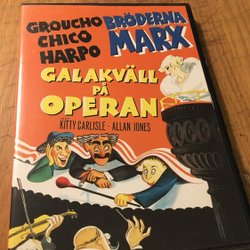 GROUCHO
CHICO
HARPO
BRÖDERNA
MARX
GALAKVÄLL
PÅ
OPERAN
KITTY CARLISLE - ALLAN JONES